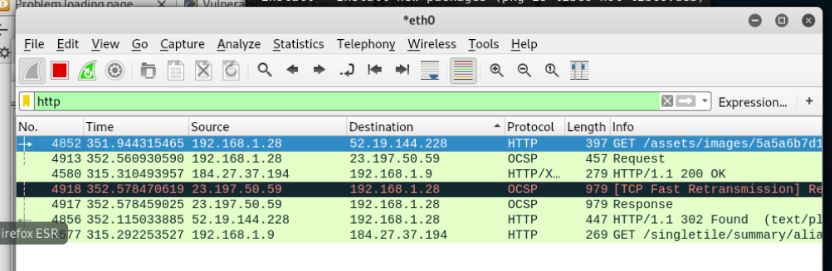 Problem loading page
Vulnera
*eth0
File Edit View Go Capture Analyze Statistics Telephony Wireless Tools Help
http
Expression... +
No. Time Source Destination Protocol Length Info
4852 351.944315465 192.168.1.28 52.19.144.228 HTTP 397 GET /assets/images/5a5a6b7d1
4913 352.560930590 192.168.1.28 23.197.50.59 OCSP 457 Request
4580 315.310493957 184.27.37.194 192.168.1.9 HTTP/X… 279 HTTP/1.1 200 OK
4918 352.578470619 23.197.50.59 192.168.1.28 OCSP 979 [TCP Fast Retransmission] Re
4917 352.578459025 23.197.50.59 192.168.1.28 OCSP 979 Response
4856 352.115033885 52.19.144.228 192.168.1.28 HTTP 447 HTTP/1.1 302 Found (text/pl
irefox ESR
577 315.292253527 192.168.1.9 184.27.37.194 HTTP 269 GET /singletile/summary/alia